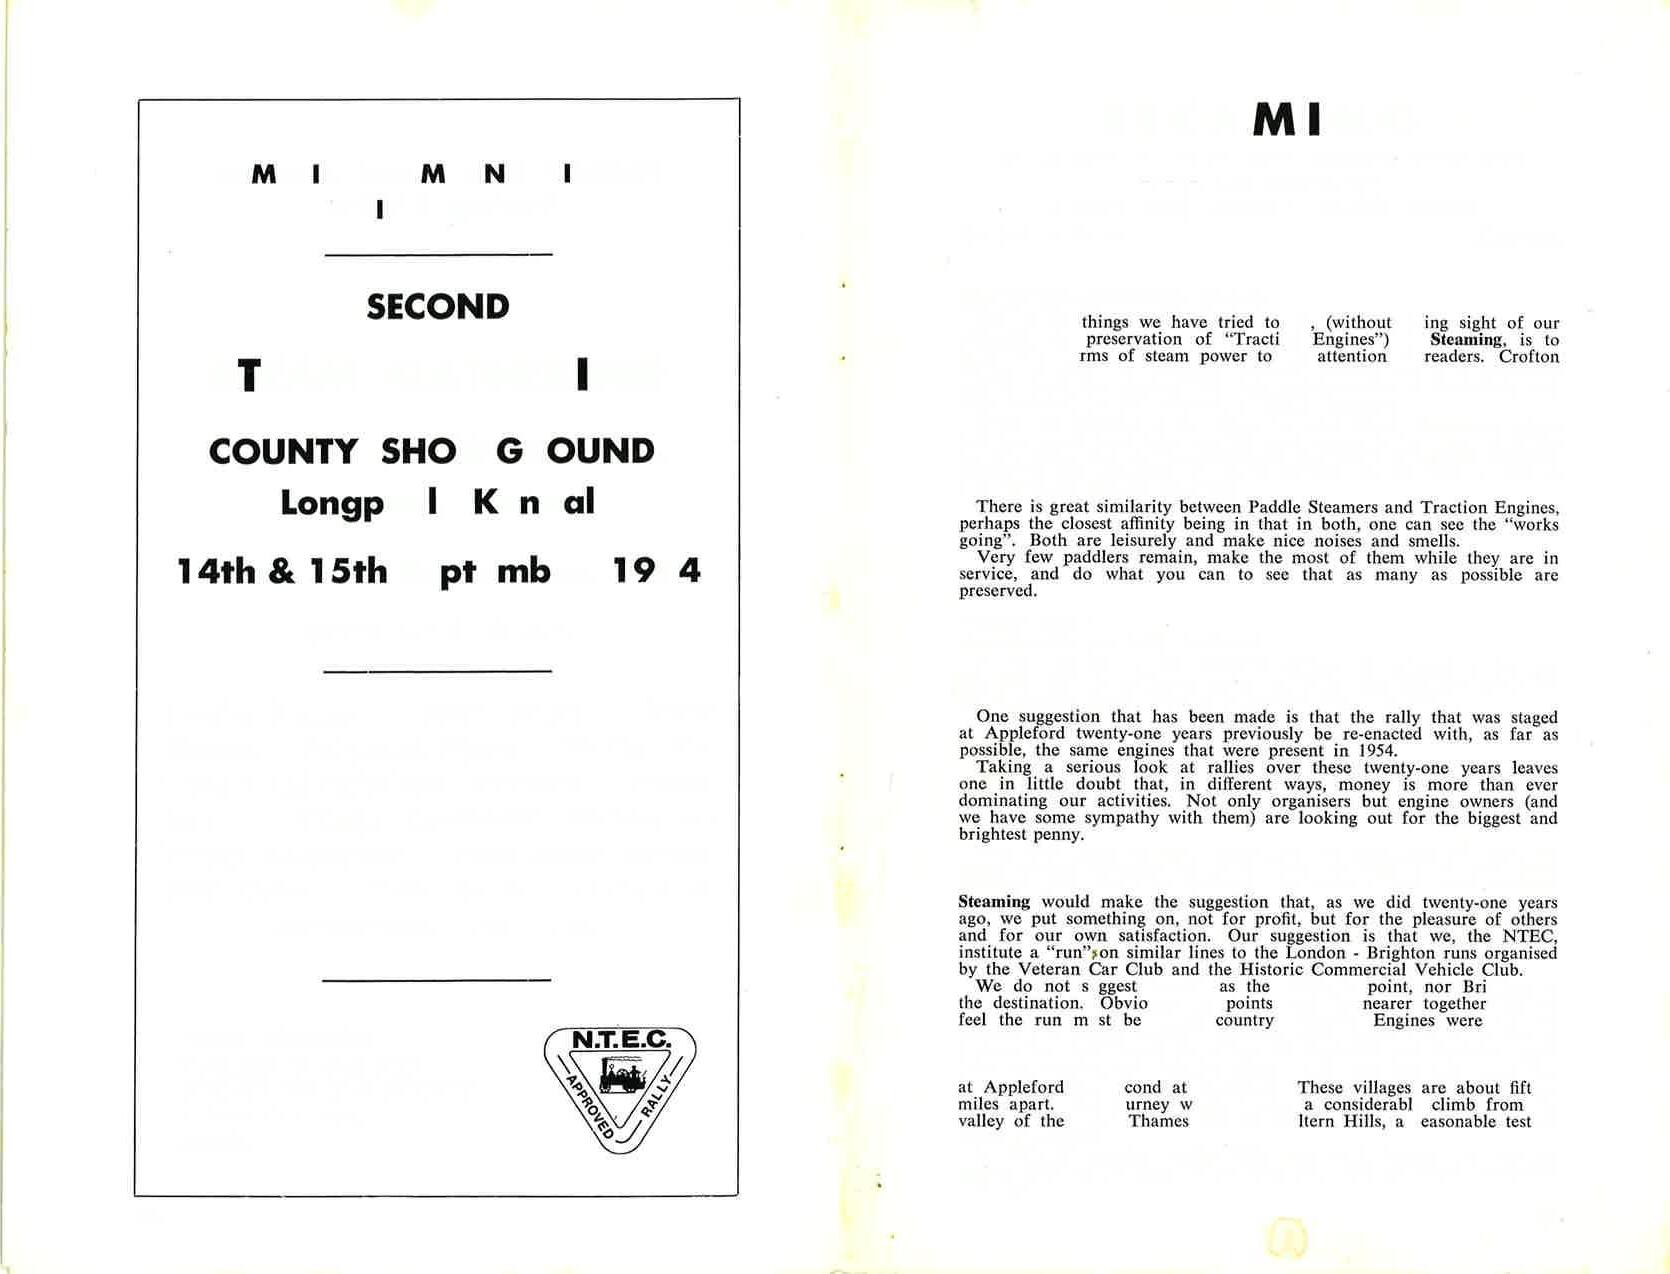 M I M N I
I
SECOND
T I
COUNTY SHO G OUND
Longp l K n al
14th & 15th pt mb 19 4
N.T.E.C.
APPROVED RALLY
MI
things we have tried to , (without ing sight of our
preservation of “Tracti Engines”) Steaming, is to
rms of steam power to attention readers. Crofton
There is great similarity between Paddle Steamers and Traction Engines,
perhaps the closest affinity being in that in both, one can see the “works
going”. Both are leisurely and make nice noises and smells.
Very few paddlers remain, make the most of them while they are in
service, and do what you can to see that as many as possible are
preserved.
One suggestion that has been made is that the rally that was staged
at Appleford twenty-one years previously be re-enacted with, as far as
possible, the same engines that were present in 1954.
Taking a serious look at rallies over these twenty-one years leaves
one in little doubt that, in different ways, money is more than ever
dominating our activities. Not only organisers but engine owners (and
we have some sympathy with them) are looking out for the biggest and
brightest penny.
Steaming would make the suggestion that, as we did twenty-one years
ago, we put something on, not for profit, but for the pleasure of others
and for our own satisfaction. Our suggestion is that we, the NTEC,
institute a “run” on similar lines to the London - Brighton runs organised
by the Veteran Car Club and the Historic Commercial Vehicle Club.
We do not s ggest as the point, nor Bri
the destination. Obvio points nearer together
feel the run m st be country Engines were
at Appleford cond at These villages are about fift
miles apart. urney w a considerabl climb from
valley of the Thames ltern Hills, a easonable test